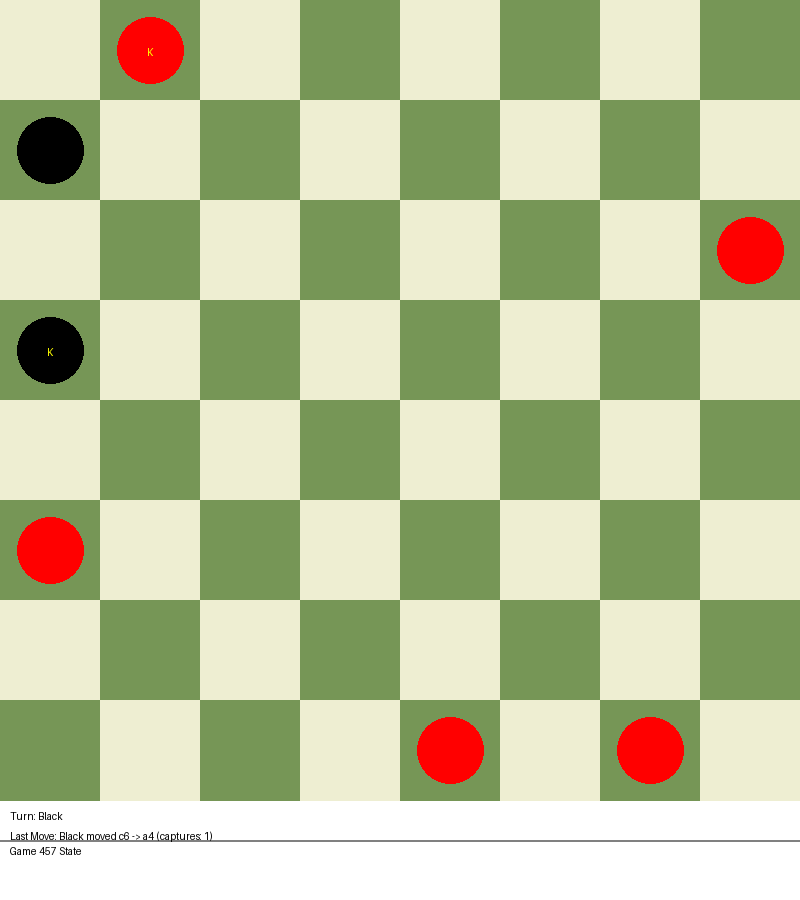 K
K
Turn: Black
Last Move: Black moved c6 -> a4 (captures: 1)
Game 457 State